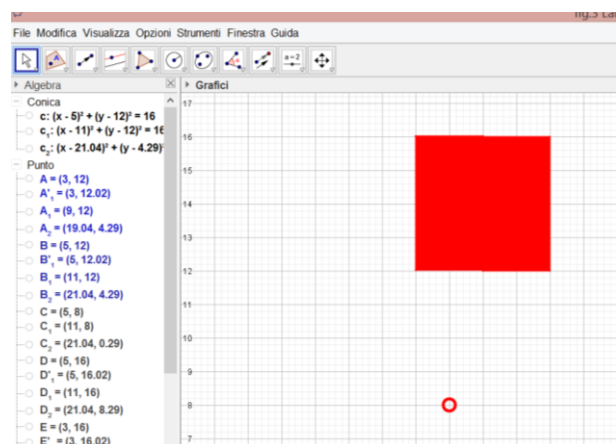 fig.3
File Modifica Visualizza Opzioni Strumenti Finestra Guida
a=2
Algebra
Grafici
Conica
c: (x - 5)² + (y - 12)² = 16
c₁: (x - 11)² + (y - 12)² = 16
c₂: (x - 21.04)² + (y - 4.29)²
Punto
A = (3, 12)
A'₁ = (3, 12.02)
A₁ = (9, 12)
A₂ = (19.04, 4.29)
B = (5, 12)
B'₁ = (5, 12.02)
B₁ = (11, 12)
B₂ = (21.04, 4.29)
C = (5, 8)
C₁ = (11, 8)
C₂ = (21.04, 0.29)
D = (5, 16)
D'₁ = (5, 16.02)
D₁ = (11, 16)
D₂ = (21.04, 8.29)
E = (3, 16)
E'₁ = (3, 16.02)
17
16
15
14
13
12
11
10
9
8
7